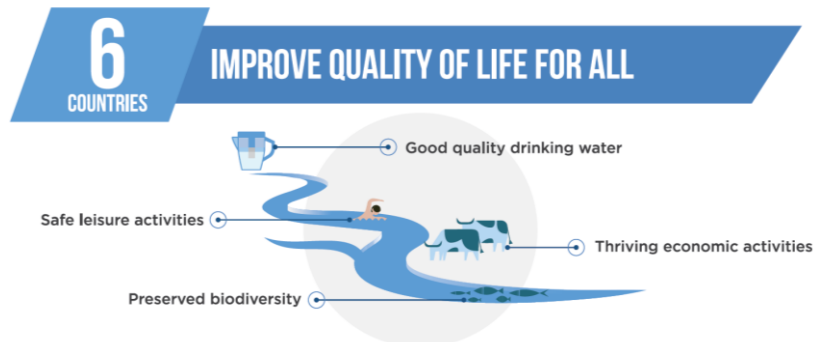 6
COUNTRIES
IMPROVE QUALITY OF LIFE FOR ALL
Good quality drinking water
Safe leisure activities
Thriving economic activities
Preserved biodiversity